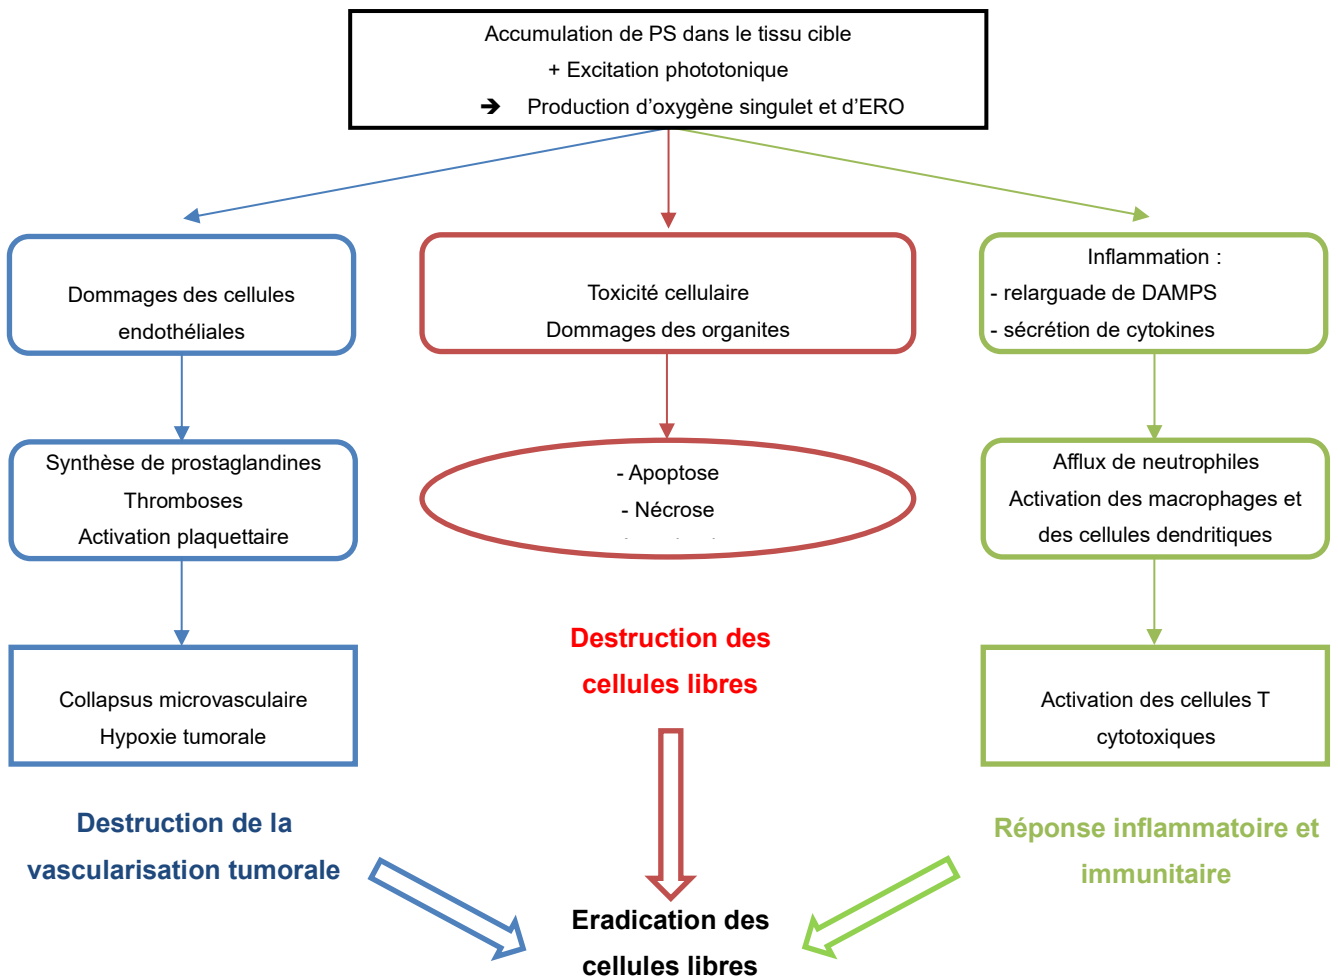 Accumulation de PS dans le tissu cible
+ Excitation phototonique
➔ Production d'oxygène singulet et d'ERO
Dommages des cellules
endothéliales
Toxicité cellulaire
Dommages des organites
Inflammation :
- relarguade de DAMPS
- sécrétion de cytokines
Synthèse de prostaglandines
Thromboses
Activation plaquettaire
- Apoptose
- Nécrose
Afflux de neutrophiles
Activation des macrophages et
des cellules dendritiques
Collapsus microvasculaire
Hypoxie tumorale
Destruction des
cellules libres
Activation des cellules T
cytotoxiques
Destruction de la
vascularisation tumorale
Réponse inflammatoire et
immunitaire
Eradication des
cellules libres